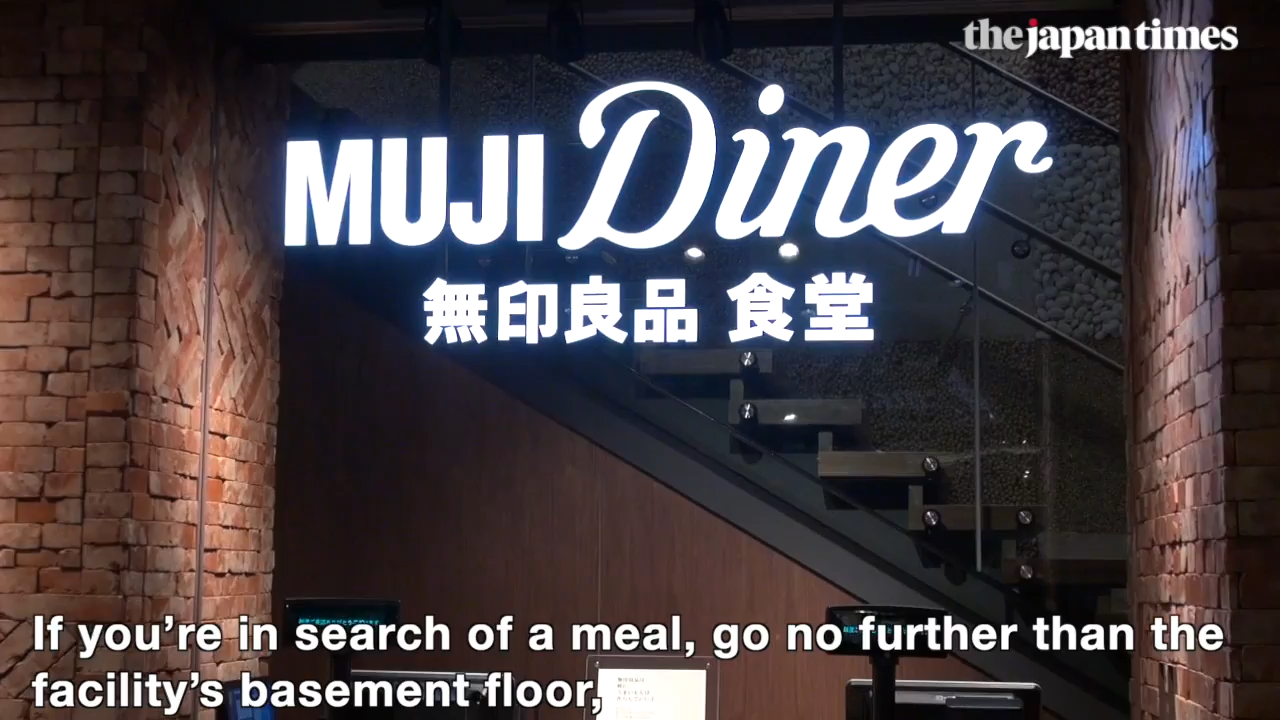 the japan times
MUJI Diner
無印良品 食堂
If you're in search of a meal, go no further than the
facility's basement floor,